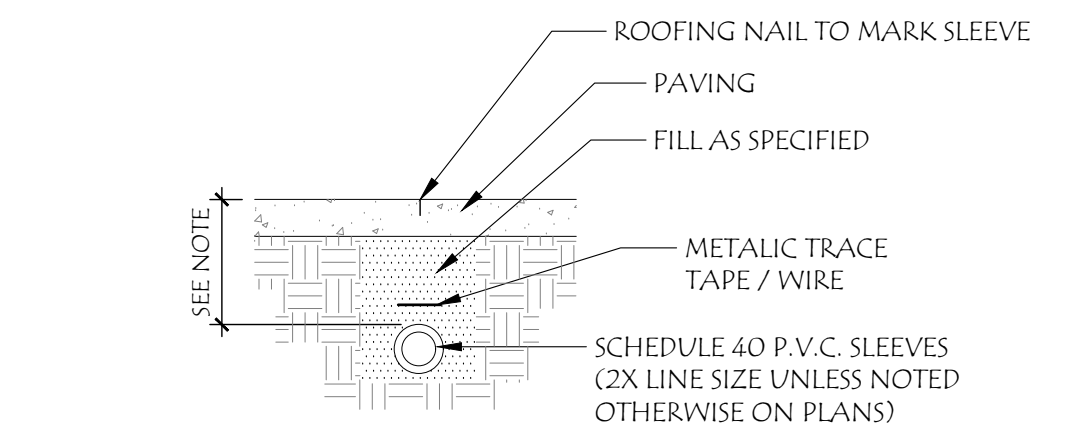 ROOFING NAIL TO MARK SLEEVE
PAVING
FILL AS SPECIFIED
SEE NOTE
METALIC TRACE
TAPE / WIRE
SCHEDULE 40 P.V.C. SLEEVES
(2X LINE SIZE UNLESS NOTED
OTHERWISE ON PLANS)